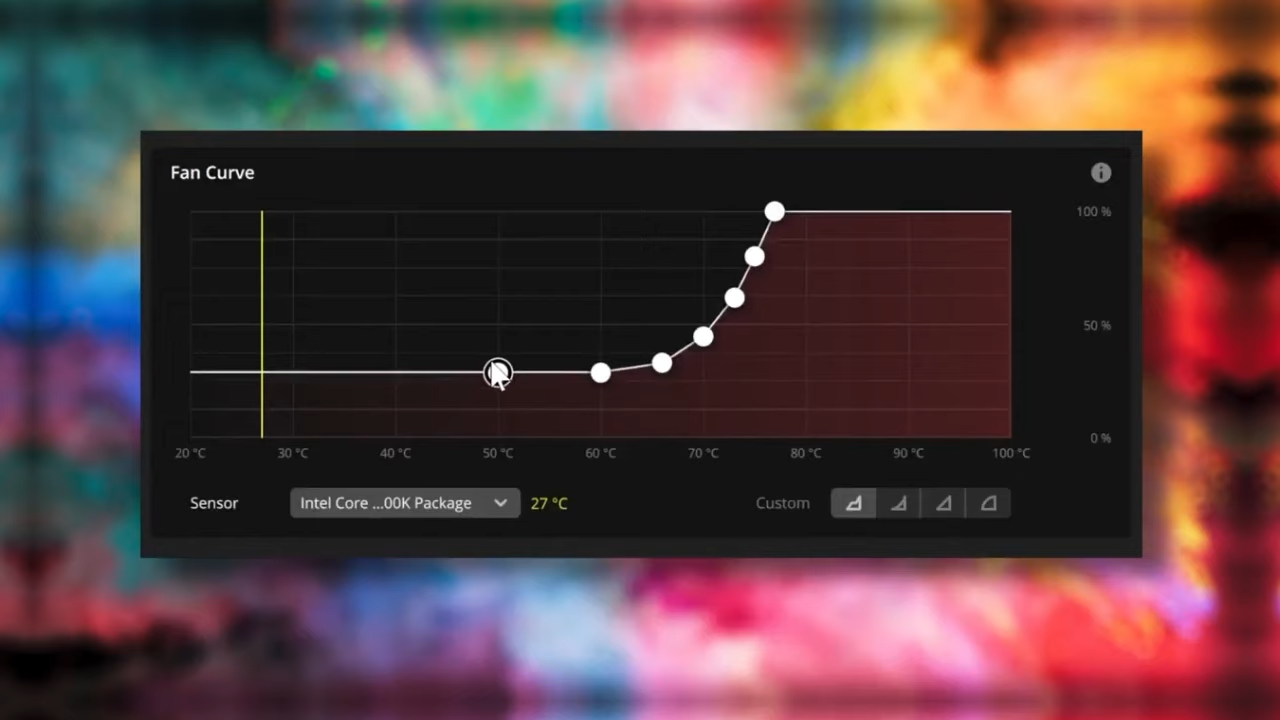 Fan Curve
100 %
50 %
0 %
20 °C 30 °C 40 °C 50 °C 60 °C 70 °C 80 °C 90 °C 100 °C
Sensor Intel Core ...00K Package 27 °C Custom